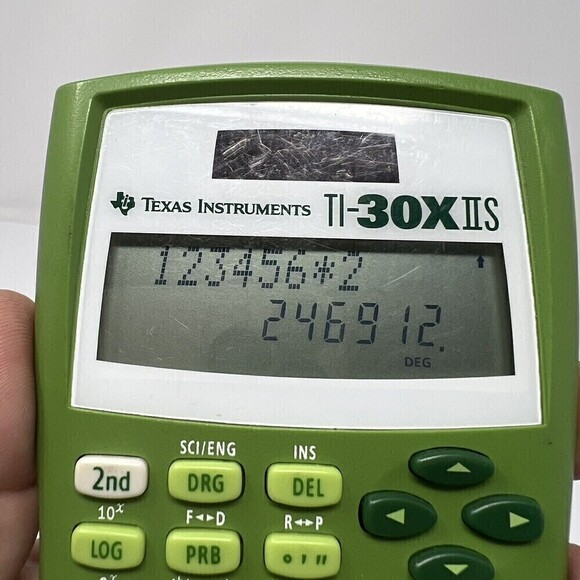 TEXAS INSTRUMENTS TI-30XIIS
123456*2
246912.
DEG
SCI/ENG INS
2nd DRG DEL
10ˣ F◄►D R◄►P
LOG PRB ° ' "